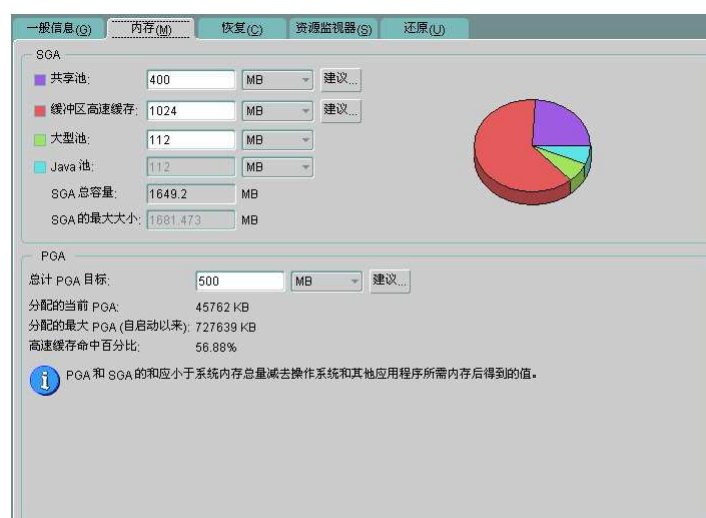 一般信息(G) 内存(M) 恢复(C) 资源监视器(S) 还原(U)
SGA
共享池: 400 MB 建议...
缓冲区高速缓存: 1024 MB 建议...
大型池: 112 MB
Java 池: 112 MB
SGA 总容量: 1649.2 MB
SGA 的最大大小: 1681.473 MB
PGA
总计 PGA 目标: 500 MB 建议...
分配的当前 PGA: 45762 KB
分配的最大 PGA (自启动以来): 727639 KB
高速缓存命中百分比: 56.88%
PGA 和 SGA 的和应小于系统内存总量减去操作系统和其他应用程序所需内存后得到的值。